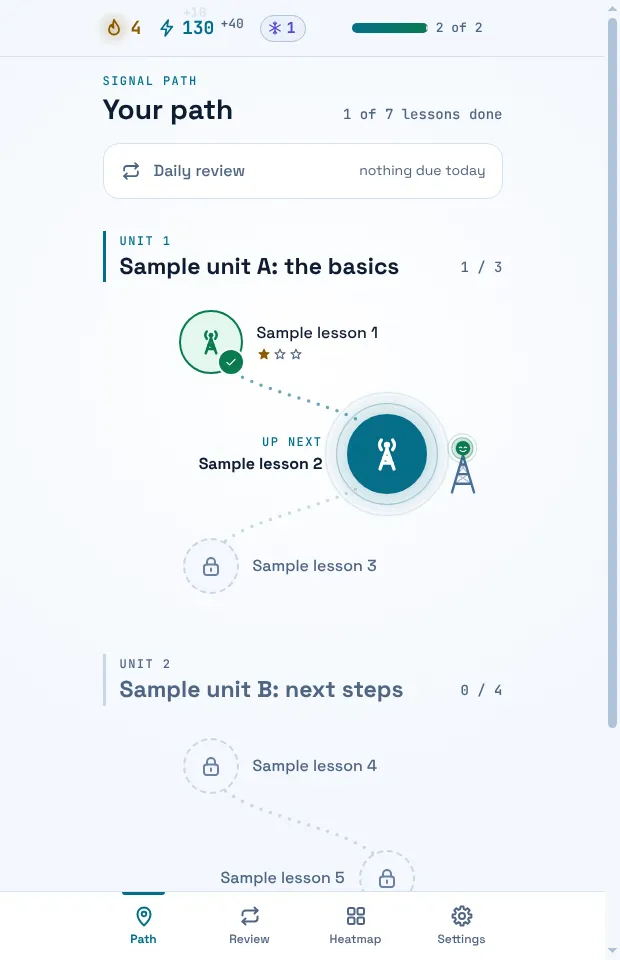 +10
4 130 +40 1 2 of 2
SIGNAL PATH
Your path 1 of 7 lessons done
Daily review nothing due today
UNIT 1
Sample unit A: the basics 1 / 3
Sample lesson 1
UP NEXT
Sample lesson 2
Sample lesson 3
UNIT 2
Sample unit B: next steps 0 / 4
Sample lesson 4
Sample lesson 5
Path Review Heatmap Settings